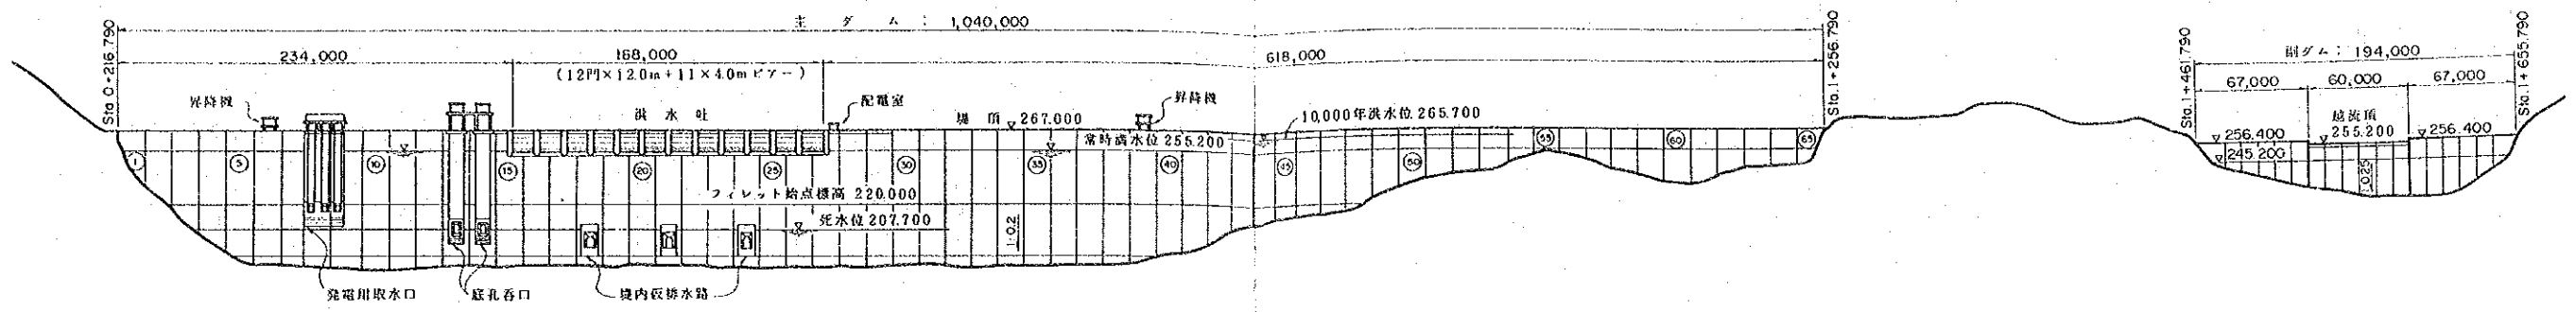 主 ダ ム : 1,040,000
Sta 0+216.790
234,000
168,000
618,000
(12門×12.0m+11×4.0mピアー)
Sta.1+256.790
Sta.1+461.790
副ダム: 194,000
67,000
60,000
67,000
Sta.1+655.790
昇降機
洪 水 吐
配電室
堤 頂 267.000
昇降機
10,000年洪水位 265.700
常時満水位 255.200
256.400
越流頂
255.200
256.400
245.200
1
5
10
15
20
25
30
35
40
45
50
55
60
65
フィレット始点標高 220.000
死水位 207.700
1:0.2
1:0.25
発電用取水口
底孔呑口
堤内仮排水路